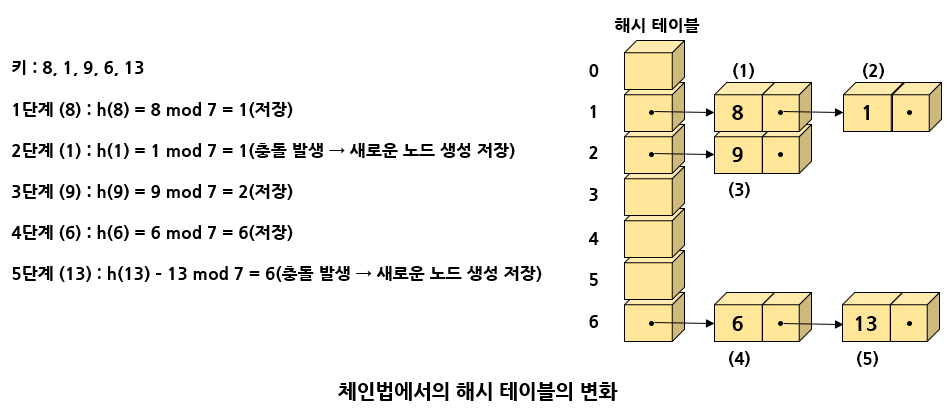 키 : 8, 1, 9, 6, 13
1단계 (8) : h(8) = 8 mod 7 = 1(저장)
2단계 (1) : h(1) = 1 mod 7 = 1(충돌 발생 → 새로운 노드 생성 저장)
3단계 (9) : h(9) = 9 mod 7 = 2(저장)
4단계 (6) : h(6) = 6 mod 7 = 6(저장)
5단계 (13) : h(13) - 13 mod 7 = 6(충돌 발생 → 새로운 노드 생성 저장)
해시 테이블
0
(1) (2)
1 8 1
2 9
(3)
3
4
5
6 6 13
(4) (5)
체인법에서의 해시 테이블의 변화